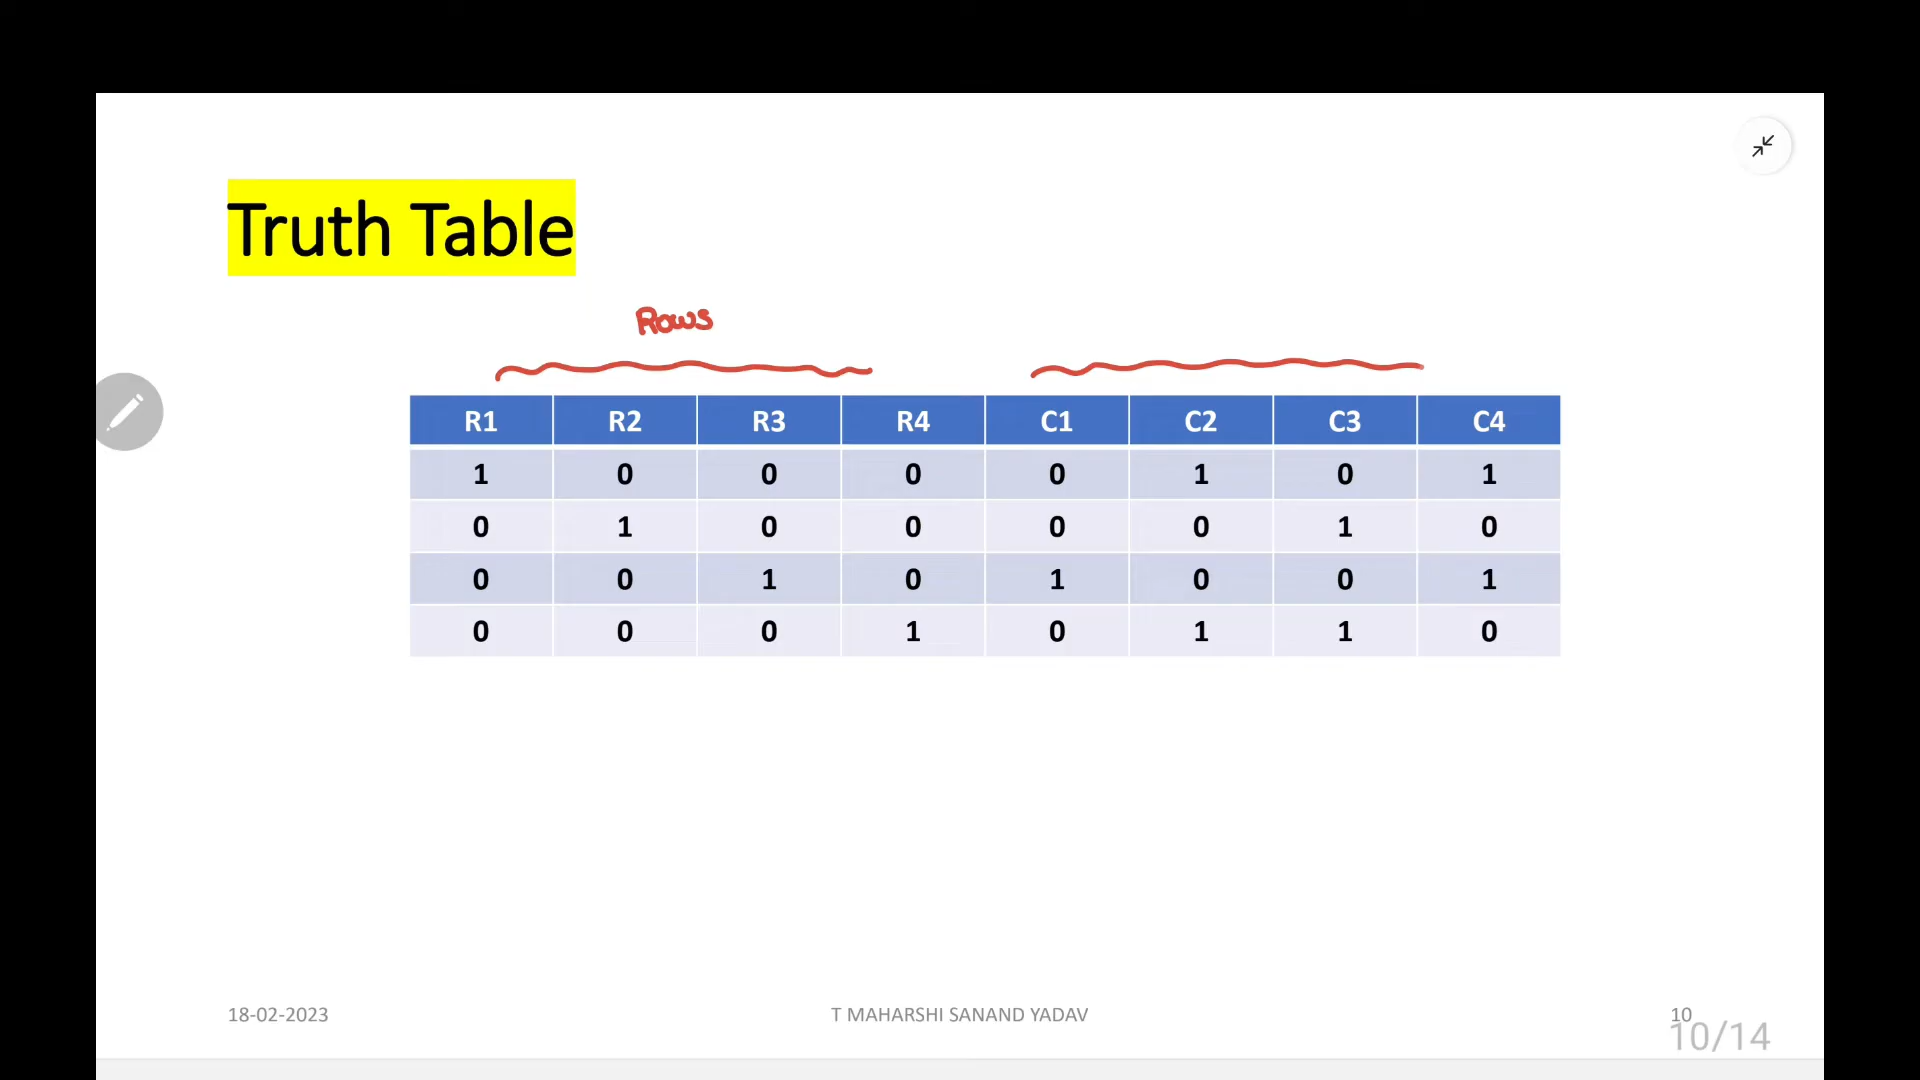 Truth Table
Rows
R1 R2 R3 R4 C1 C2 C3 C4
1 0 0 0 0 1 0 1
0 1 0 0 0 0 1 0
0 0 1 0 1 0 0 1
0 0 0 1 0 1 1 0
18-02-2023 T MAHARSHI SANAND YADAV 10
10/14